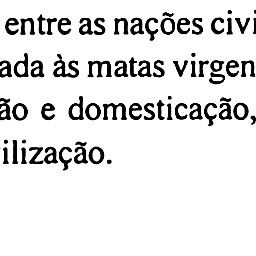 entre as nações civi
ada às matas virgen
ão e domesticação,
ilização.